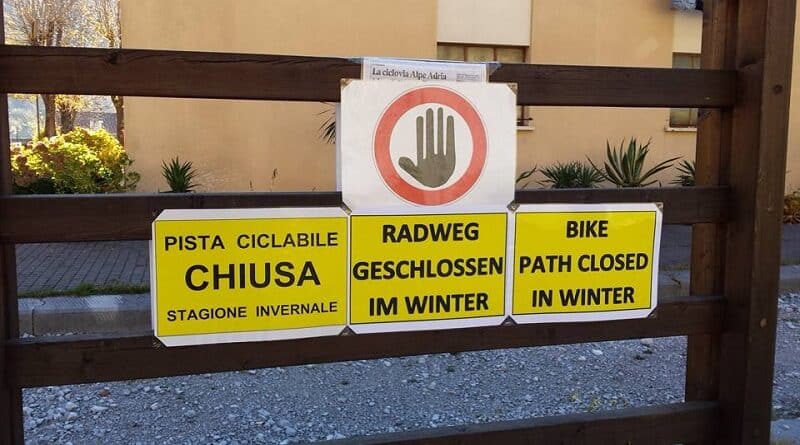 La ciclovia Alpe Adria
PISTA CICLABILE
CHIUSA
STAGIONE INVERNALE
RADWEG
GESCHLOSSEN
IM WINTER
BIKE
PATH CLOSED
IN WINTER